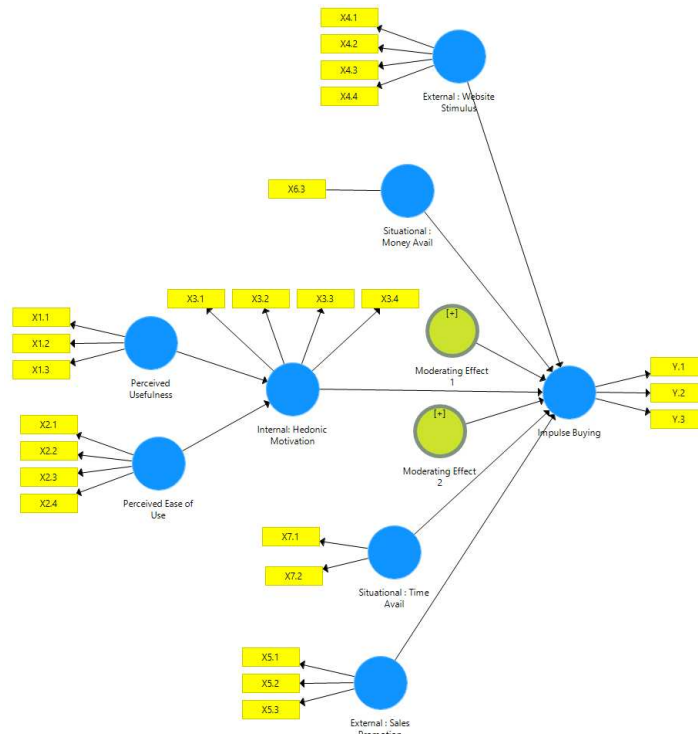 X4.1
X4.2
X4.3
X4.4
External : Website
Stimulus
X6.3
Situational :
Money Avail
X3.1
X3.2
X3.3
X3.4
X1.1
X1.2
X1.3
Perceived
Usefulness
[+]
Moderating Effect
1
Internal: Hedonic
Motivation
Y.1
Y.2
Y.3
Impulse Buying
[+]
Moderating Effect
2
X2.1
X2.2
X2.3
X2.4
Perceived Ease of
Use
X7.1
X7.2
Situational : Time
Avail
X5.1
X5.2
X5.3
External : Sales
Promotion